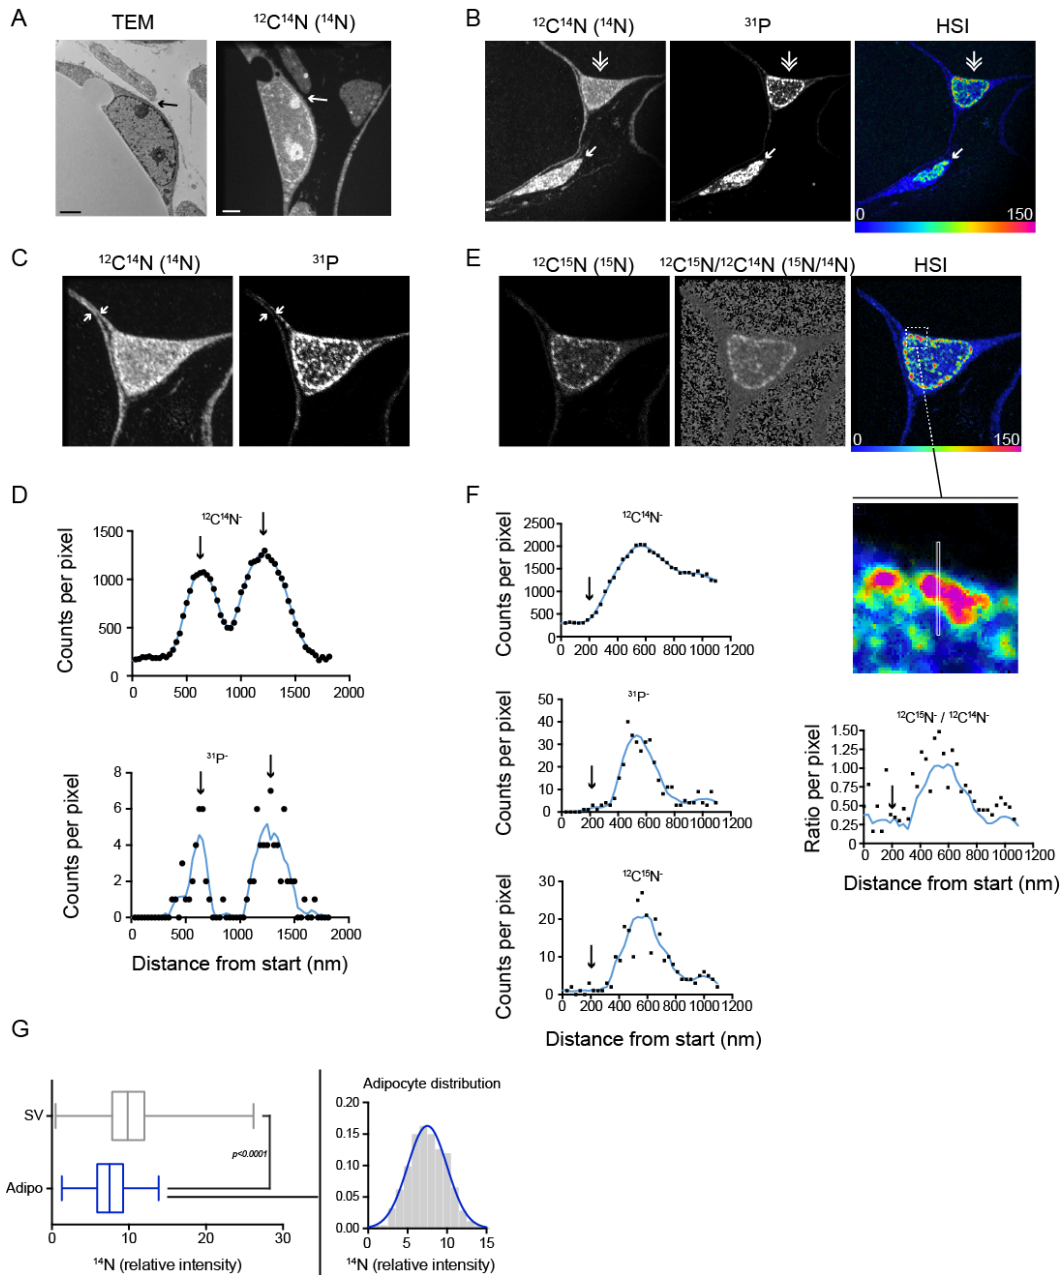 A
TEM
¹²C¹⁴N (¹⁴N)
B
¹²C¹⁴N (¹⁴N)
³¹P
HSI
0
150
C
¹²C¹⁴N (¹⁴N)
³¹P
E
¹²C¹⁵N (¹⁵N)
¹²C¹⁵N/¹²C¹⁴N (¹⁵N/¹⁴N)
HSI
0
150
D
¹²C¹⁴N⁻
Counts per pixel
1500
1000
500
0
0 500 1000 1500 2000
³¹P⁻
Counts per pixel
8
6
4
2
0
0 500 1000 1500 2000
Distance from start (nm)
F
¹²C¹⁴N⁻
Counts per pixel
2500
2000
1500
1000
500
0
0 200 400 600 800 1000 1200
³¹P⁻
Counts per pixel
50
40
30
20
10
0
0 200 400 600 800 1000 1200
¹²C¹⁵N⁻
Counts per pixel
30
20
10
0
0 200 400 600 800 1000 1200
Distance from start (nm)
¹²C¹⁵N⁻ / ¹²C¹⁴N⁻
Ratio per pixel
1.50
1.25
1.00
0.75
0.50
0.25
0
0 200 400 600 800 1000 1200
Distance from start (nm)
G
SV
Adipo
p<0.0001
0 10 20 30
¹⁴N (relative intensity)
Adipocyte distribution
0.20
0.15
0.10
0.05
0.00
0 5 10 15
¹⁴N (relative intensity)